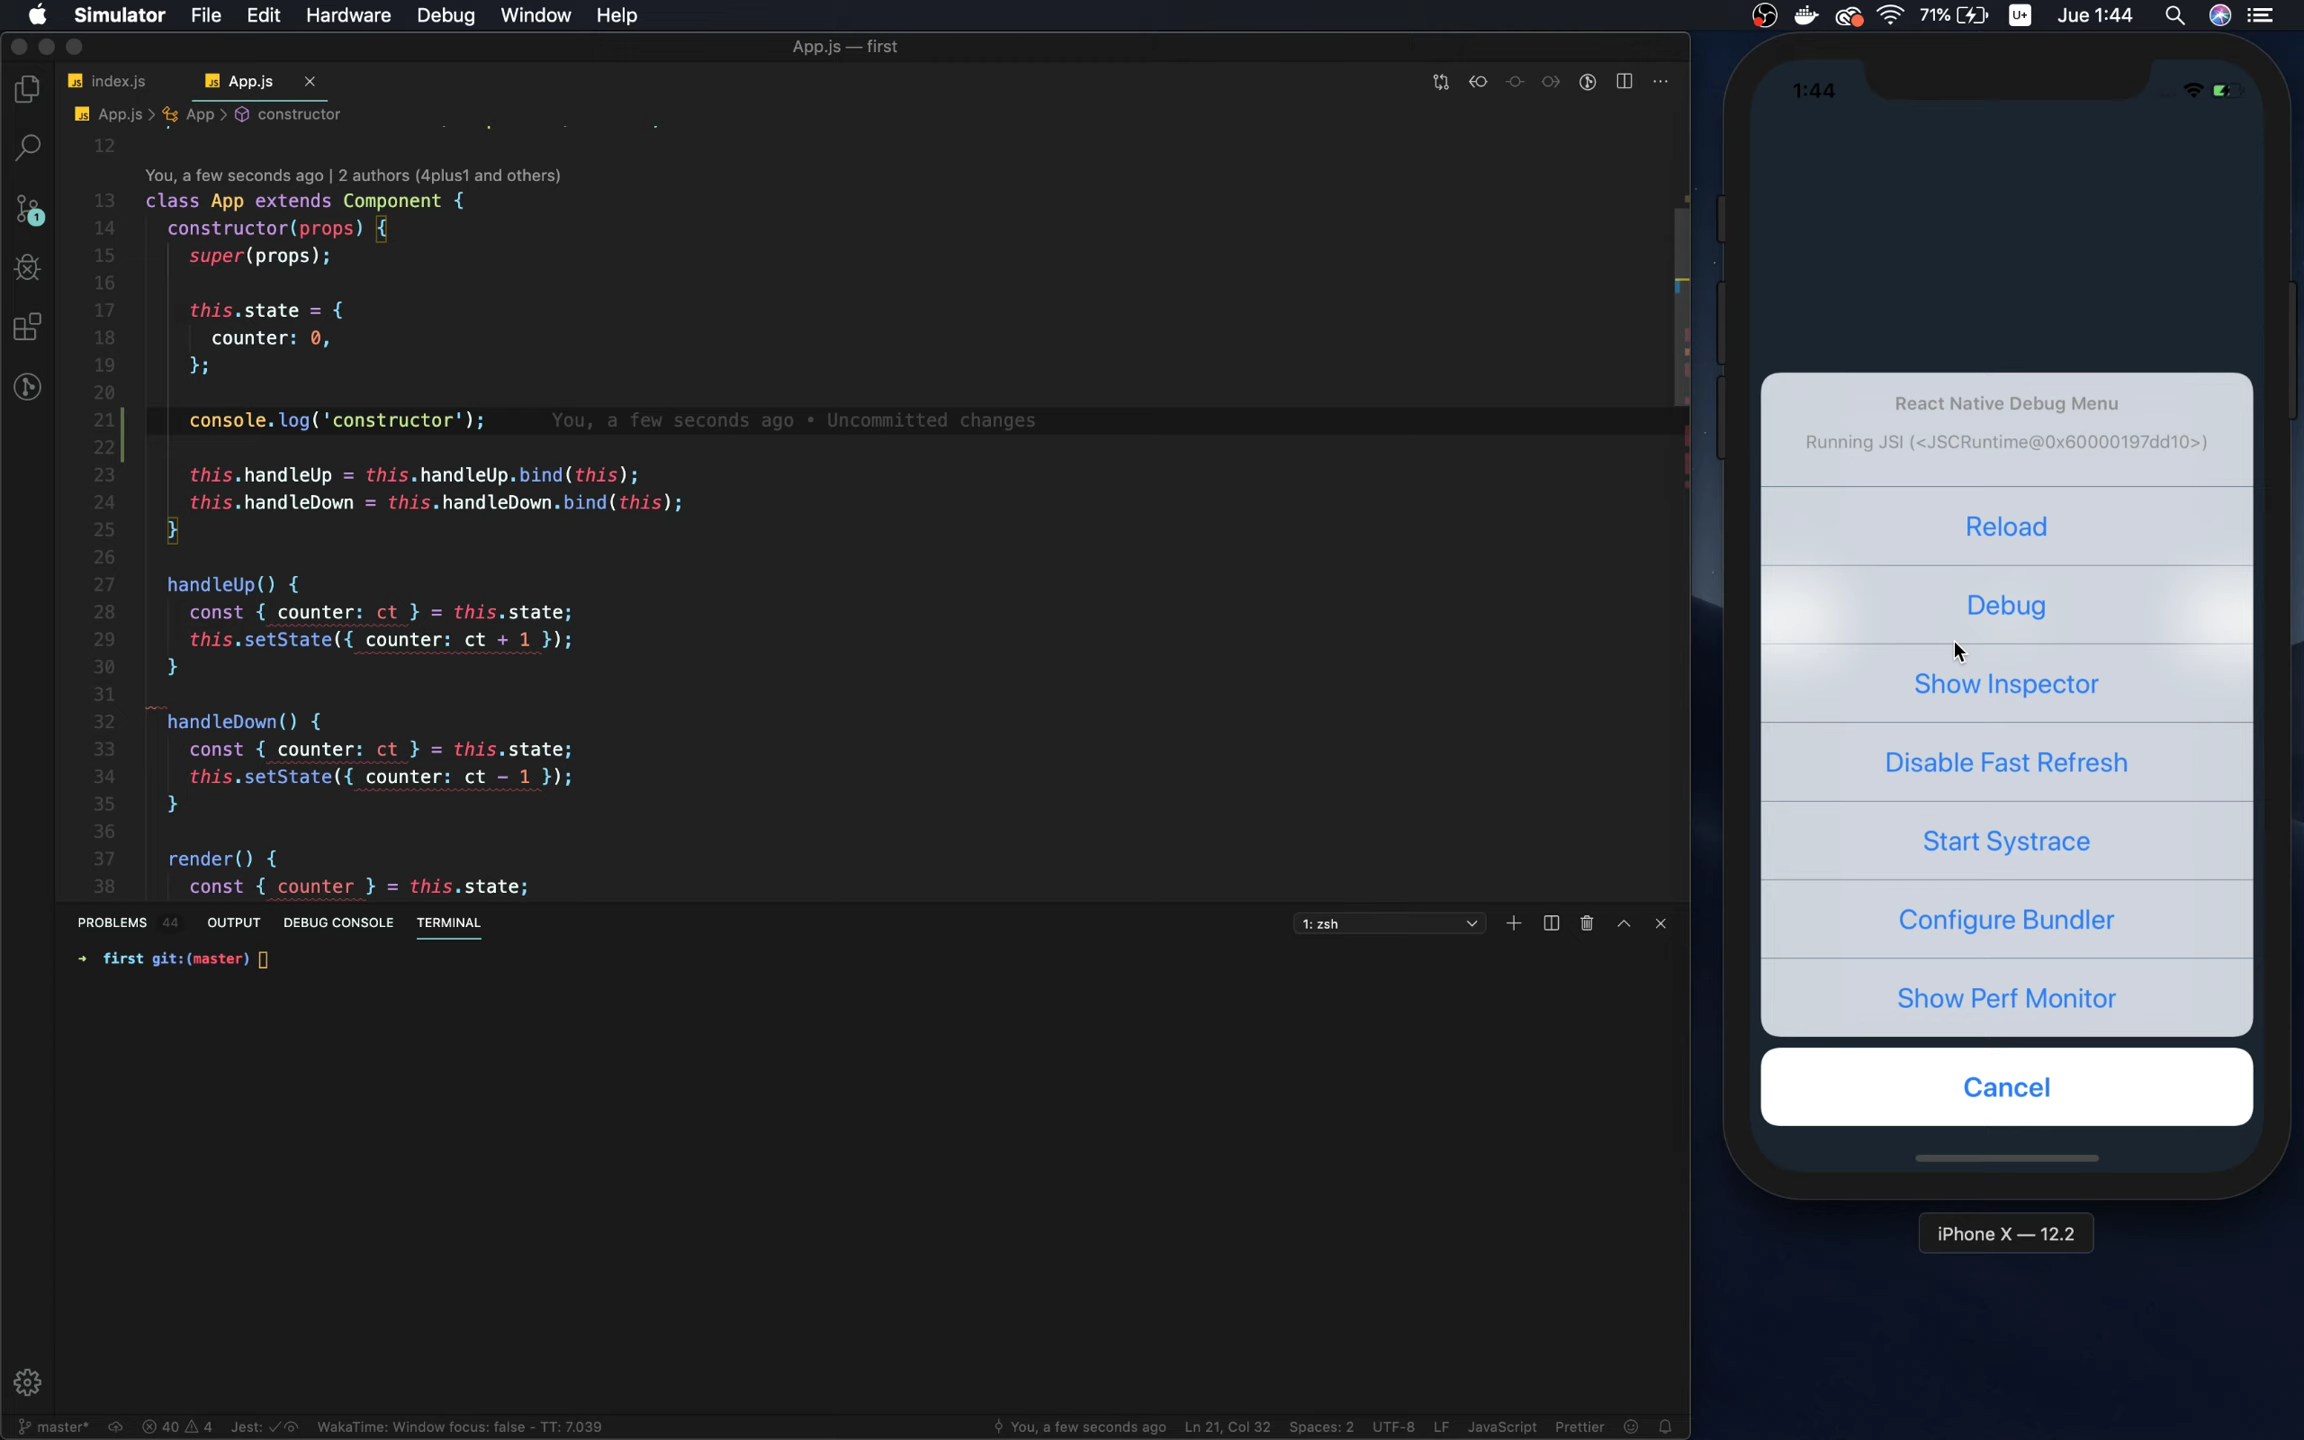 Simulator File Edit Hardware Debug Window Help 71% U+ Jue 1:44
App.js — first
JS index.js JS App.js
JS App.js > App > constructor
12
You, a few seconds ago | 2 authors (4plus1 and others)
13 class App extends Component {
14 constructor(props) {
15 super(props);
16
17 this.state = {
18 counter: 0,
19 };
20
21 console.log('constructor'); You, a few seconds ago • Uncommitted changes
22
23 this.handleUp = this.handleUp.bind(this);
24 this.handleDown = this.handleDown.bind(this);
25 }
26
27 handleUp() {
28 const { counter: ct } = this.state;
29 this.setState({ counter: ct + 1 });
30 }
31
32 handleDown() {
33 const { counter: ct } = this.state;
34 this.setState({ counter: ct - 1 });
35 }
36
37 render() {
38 const { counter } = this.state;
1
PROBLEMS 44 OUTPUT DEBUG CONSOLE TERMINAL 1: zsh
→ first git:(master)
master* 40 4 Jest: WakaTime: Window focus: false - TT: 7.039 You, a few seconds ago Ln 21, Col 32 Spaces: 2 UTF-8 LF JavaScript Prettier
1:44
React Native Debug Menu
Running JSI (<JSCRuntime@0x60000197dd10>)
Reload
Debug
Show Inspector
Disable Fast Refresh
Start Systrace
Configure Bundler
Show Perf Monitor
Cancel
iPhone X — 12.2